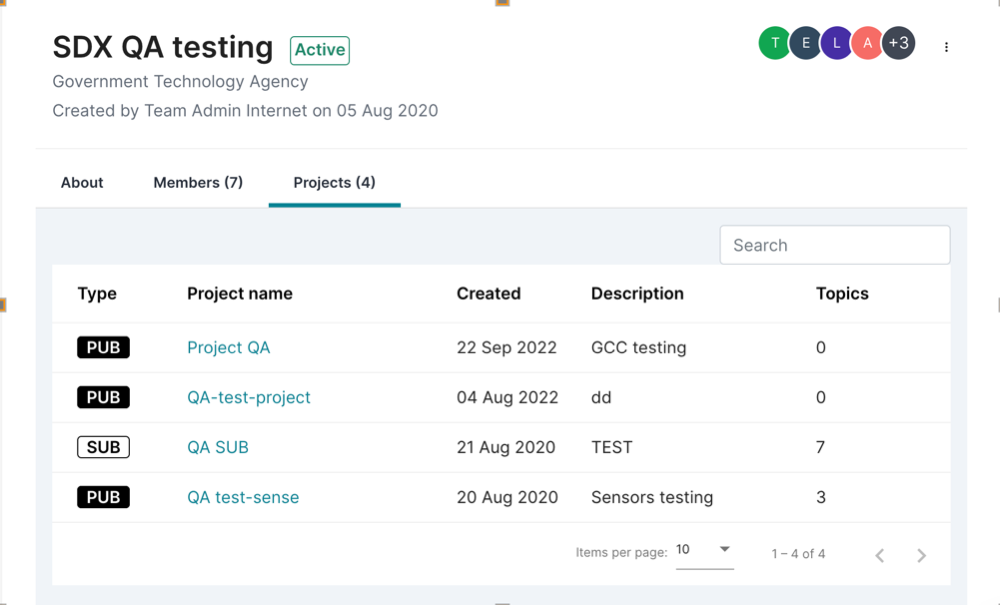 SDX QA testing Active T E L A +3
Government Technology Agency
Created by Team Admin Internet on 05 Aug 2020
About Members (7) Projects (4)
Search
Type Project name Created Description Topics
PUB Project QA 22 Sep 2022 GCC testing 0
PUB QA-test-project 04 Aug 2022 dd 0
SUB QA SUB 21 Aug 2020 TEST 7
PUB QA test-sense 20 Aug 2020 Sensors testing 3
Items per page: 10 1 – 4 of 4